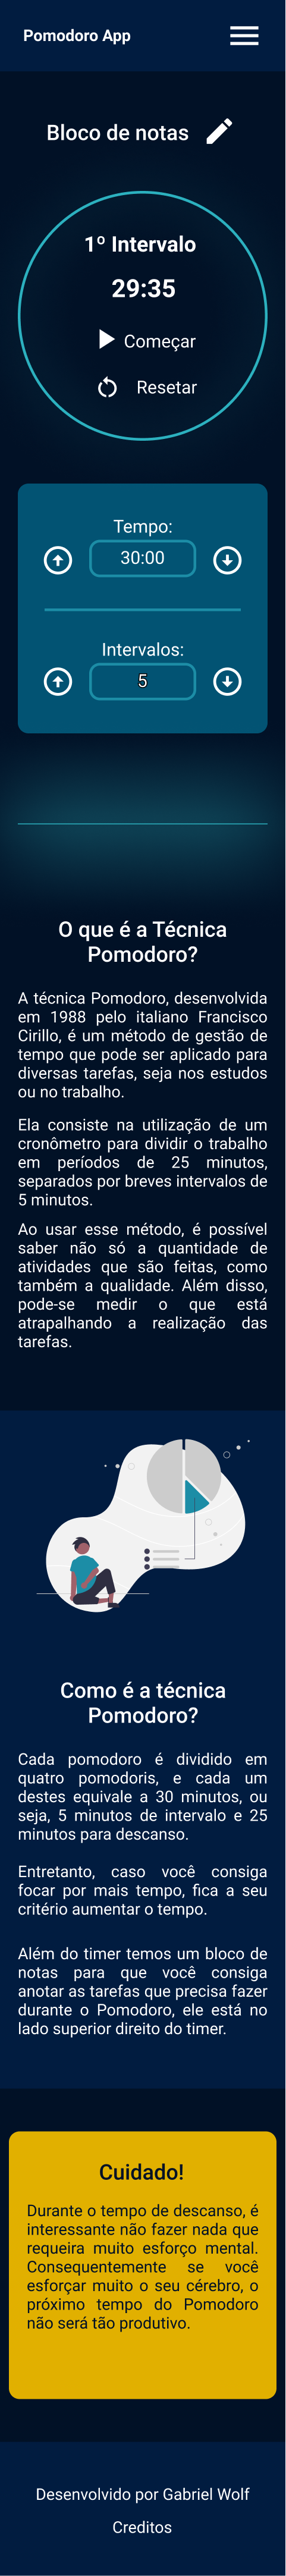 Pomodoro App
Bloco de notas
1º Intervalo
29:35
Começar
Resetar
Tempo:
30:00
Intervalos:
5
O que é a Técnica
Pomodoro?
A técnica Pomodoro, desenvolvida
em 1988 pelo italiano Francisco
Cirillo, é um método de gestão de
tempo que pode ser aplicado para
diversas tarefas, seja nos estudos
ou no trabalho.
Ela consiste na utilização de um
cronômetro para dividir o trabalho
em períodos de 25 minutos,
separados por breves intervalos de
5 minutos.
Ao usar esse método, é possível
saber não só a quantidade de
atividades que são feitas, como
também a qualidade. Além disso,
pode-se medir o que está
atrapalhando a realização das
tarefas.
Como é a técnica
Pomodoro?
Cada pomodoro é dividido em
quatro pomodoris, e cada um
destes equivale a 30 minutos, ou
seja, 5 minutos de intervalo e 25
minutos para descanso.
Entretanto, caso você consiga
focar por mais tempo, fica a seu
critério aumentar o tempo.
Além do timer temos um bloco de
notas para que você consiga
anotar as tarefas que precisa fazer
durante o Pomodoro, ele está no
lado superior direito do timer.
Cuidado!
Durante o tempo de descanso, é
interessante não fazer nada que
requeira muito esforço mental.
Consequentemente se você
esforçar muito o seu cérebro, o
próximo tempo do Pomodoro
não será tão produtivo.
Desenvolvido por Gabriel Wolf
Creditos